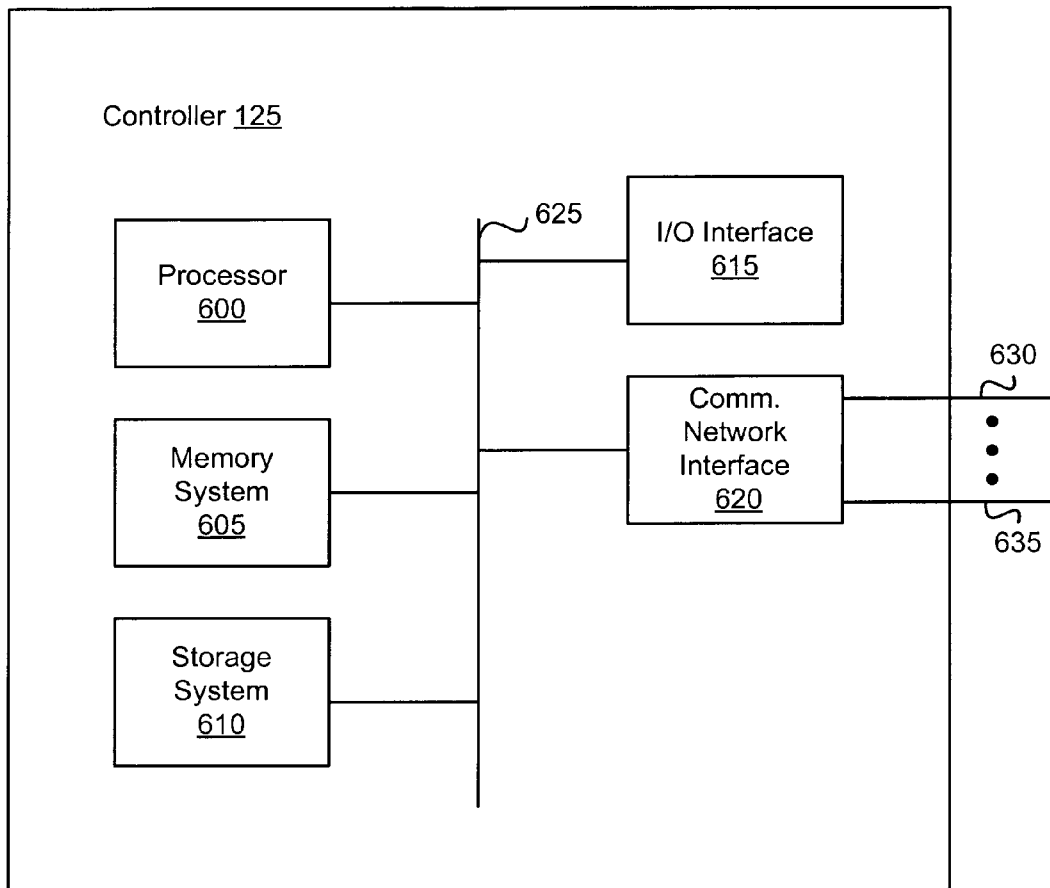 Controller 125
625
I/O Interface
615
Processor
600
630
Comm.
Network
Interface
620
Memory
System
605
635
Storage
System
610